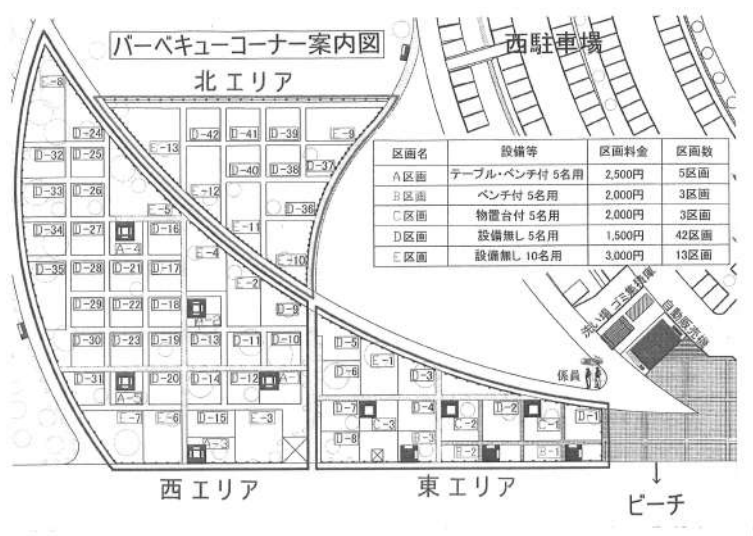 バーベキューコーナー案内図
西駐車場
北エリア
区画名 設備等 区画料金 区画数
A区画 テーブル・ベンチ付 5名用 2,500円 5区画
B区画 ベンチ付 5名用 2,000円 3区画
C区画 物置台付 5名用 2,000円 3区画
D区画 設備無し 5名用 1,500円 42区画
E区画 設備無し 10名用 3,000円 13区画
E-8
D-24 D-42 D-41 D-39 E-9
D-32 D-25 E-13
D-40 D-38 D-37
D-33 D-26 E-12
E-5 D-36
D-34 D-27 D-16 E-11
A-4 E-4
D-35 D-28 D-21 D-17 E-10
E-2
D-29 D-22 D-18 D-9
A-2
D-30 D-23 D-19 D-13 D-11 D-10
D-31 D-20 D-14 D-12 A-1
A-5
E-7 E-6 D-15 E-3
A-3
D-5
E-1
D-6 D-3
D-7 D-4 D-2 D-1
C-3 C-2 C-1
D-8 B-3
B-2 B-1
洗い場
ゴミ集積庫
自動販売機
係員
西エリア
東エリア
ビーチ